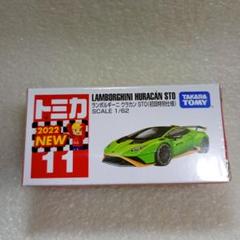 トミカ
2022
NEW
11
LAMBORGHINI HURACÁN STO
ランボルギーニ ウラカン STO(初回特別仕様)
SCALE 1/62
TAKARA
TOMY